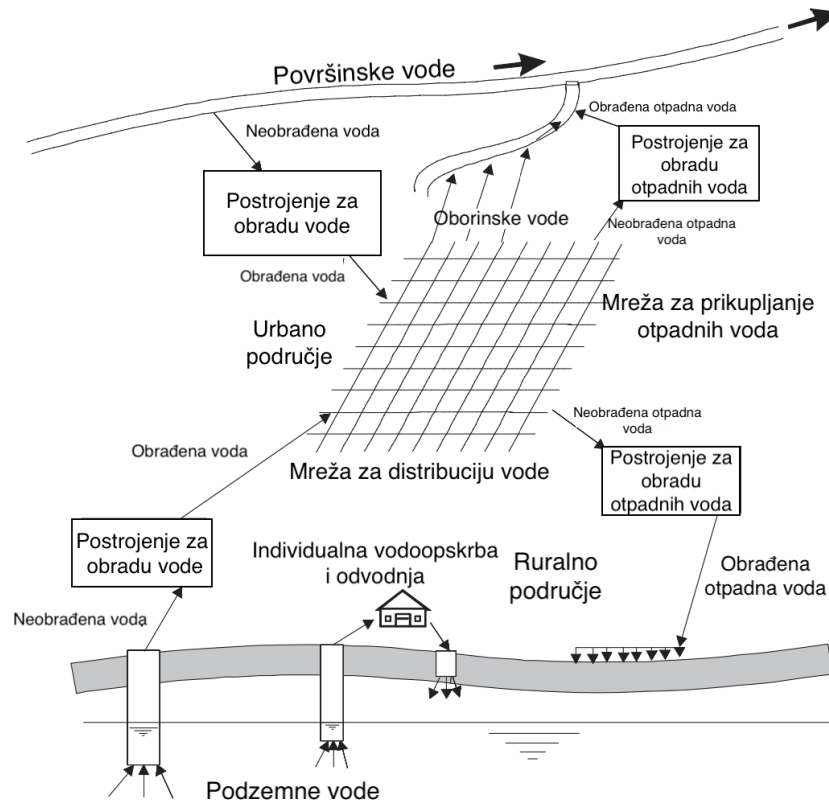 Površinske vode
Neobrađena voda
Obrađena otpadna voda
Postrojenje za
obradu
otpadnih voda
Postrojenje za
obradu vode
Oborinske vode
Neobrađena otpadna
voda
Obrađena voda
Mreža za prikupljanje
otpadnih voda
Urbano
područje
Neobrađena otpadna
voda
Obrađena voda
Mreža za distribuciju vode
Postrojenje za
obradu
otpadnih voda
Postrojenje za
obradu vode
Individualna vodoopskrba
i odvodnja
Ruralno
područje
Obrađena
otpadna voda
Neobrađena voda
Podzemne vode